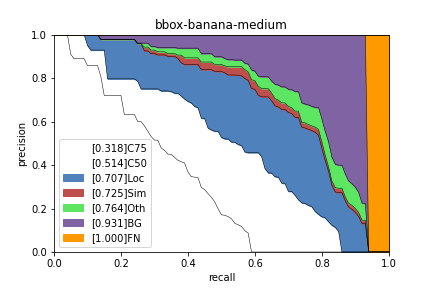 bbox-banana-medium
1.0
0.8
0.6
0.4
0.2
0.0
precision
[0.318]C75
[0.514]C50
[0.707]Loc
[0.725]Sim
[0.764]Oth
[0.931]BG
[1.000]FN
0.0 0.2 0.4 0.6 0.8 1.0
recall